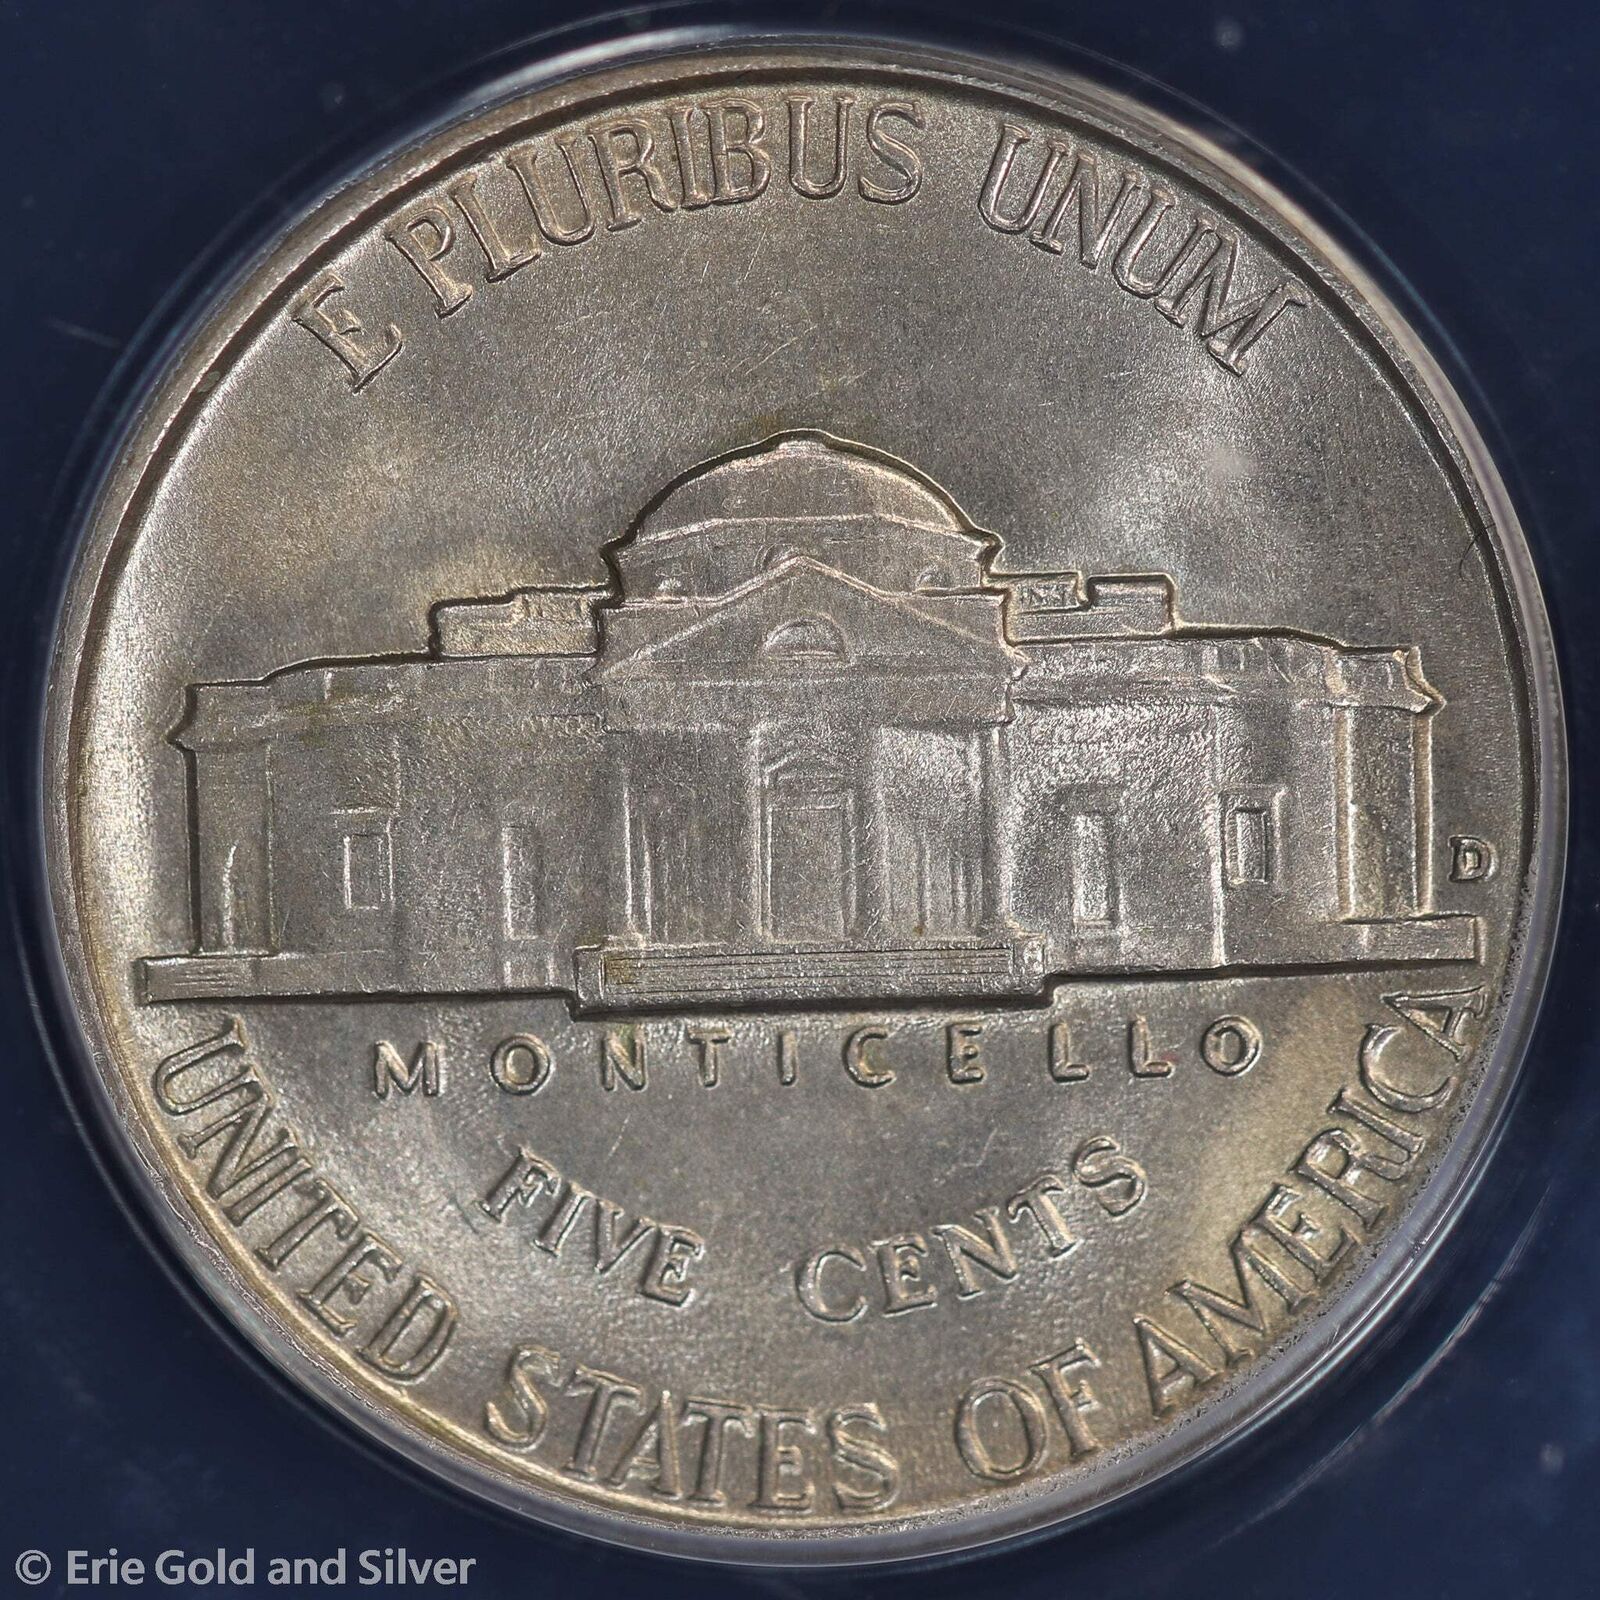 E PLURIBUS UNUM
D
MONTICELLO
FIVE CENTS
UNITED STATES OF AMERICA
© Erie Gold and Silver